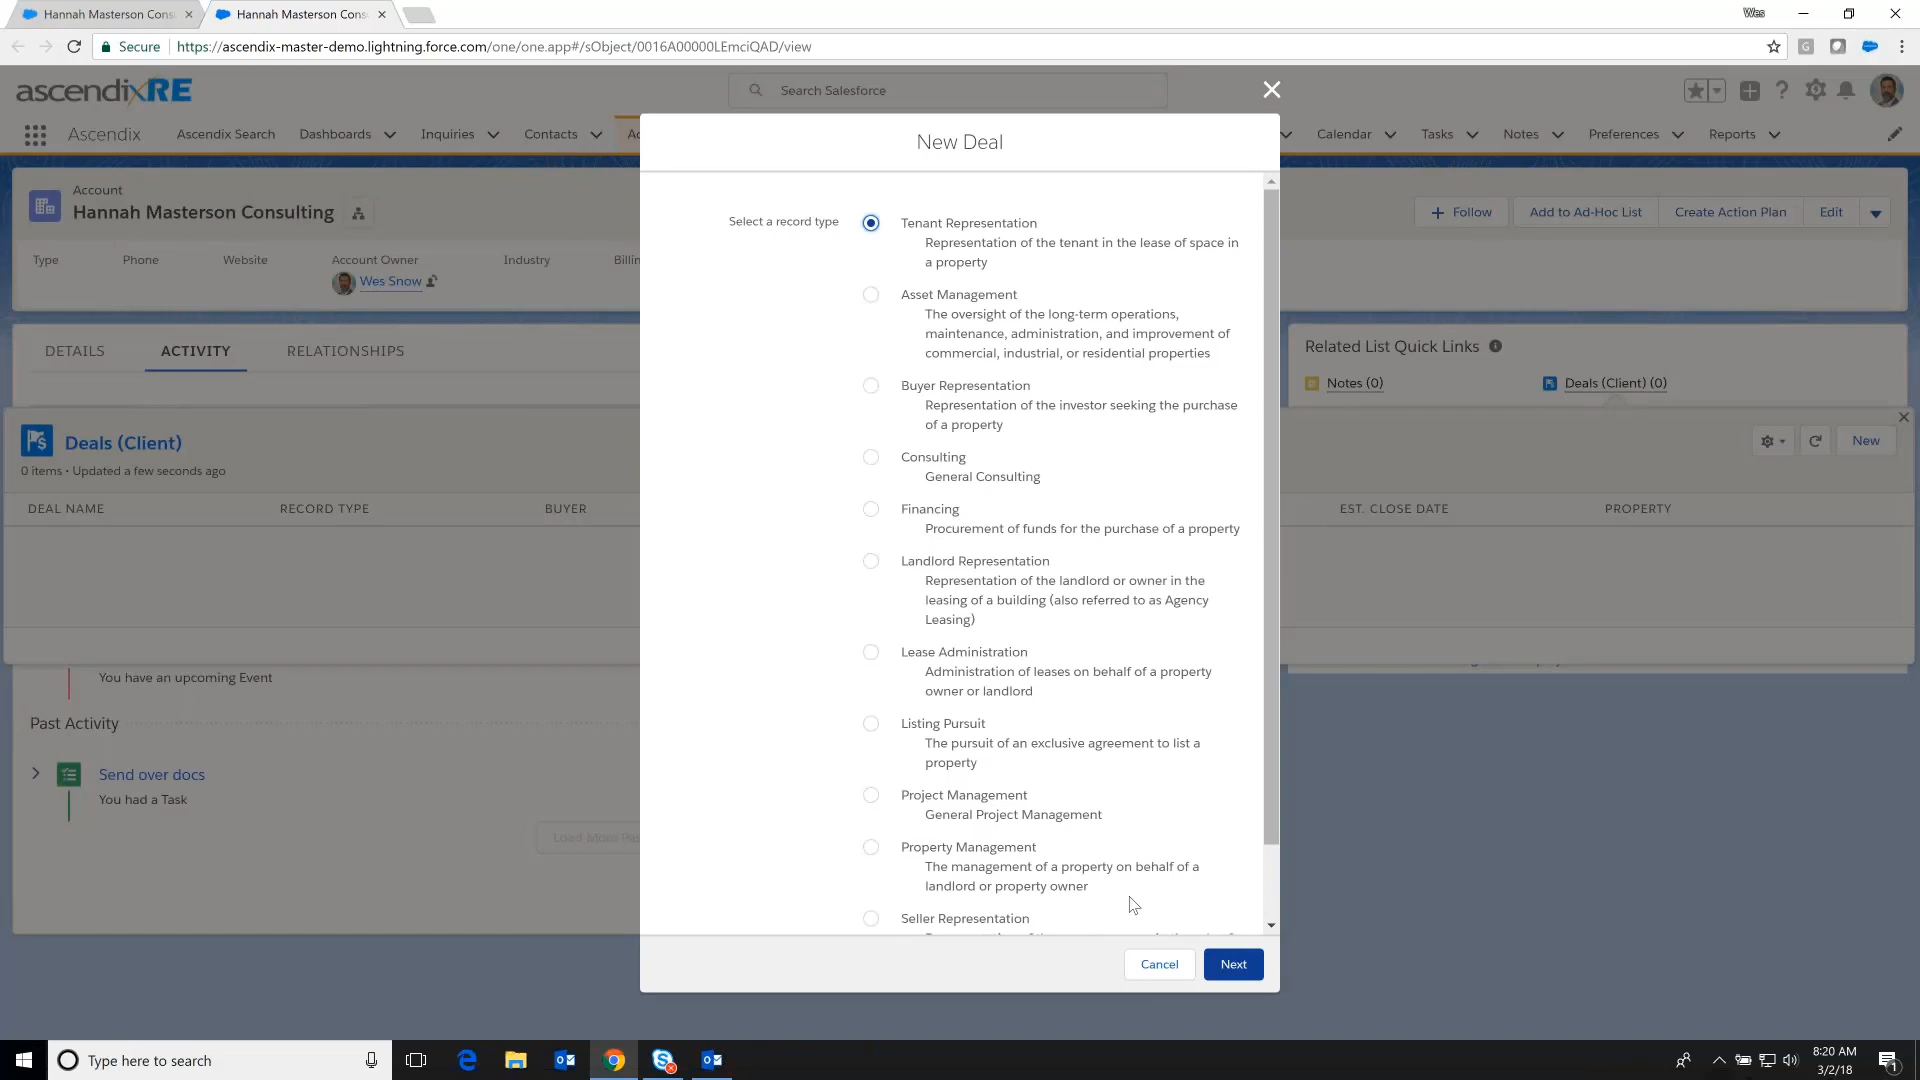 Hannah Masterson Cons
Hannah Masterson Cons
Wes
Secure
https://ascendix-master-demo.lightning.force.com/one/one.app#/sObject/0016A00000LEmciQAD/view
ascendixRE
Search Salesforce
Ascendix
Ascendix Search
Dashboards
Inquiries
Contacts
Calendar
Tasks
Notes
Preferences
Reports
New Deal
Account
Hannah Masterson Consulting
Follow
Add to Ad-Hoc List
Create Action Plan
Edit
Type
Phone
Website
Account Owner
Industry
Wes Snow
DETAILS
ACTIVITY
RELATIONSHIPS
Related List Quick Links
Notes (0)
Deals (Client) (0)
Deals (Client)
0 items • Updated a few seconds ago
New
DEAL NAME
RECORD TYPE
BUYER
EST. CLOSE DATE
PROPERTY
You have an upcoming Event
Past Activity
Send over docs
You had a Task
Select a record type
Tenant Representation
Representation of the tenant in the lease of space in
a property
Asset Management
The oversight of the long-term operations,
maintenance, administration, and improvement of
commercial, industrial, or residential properties
Buyer Representation
Representation of the investor seeking the purchase
of a property
Consulting
General Consulting
Financing
Procurement of funds for the purchase of a property
Landlord Representation
Representation of the landlord or owner in the
leasing of a building (also referred to as Agency
Leasing)
Lease Administration
Administration of leases on behalf of a property
owner or landlord
Listing Pursuit
The pursuit of an exclusive agreement to list a
property
Project Management
General Project Management
Property Management
The management of a property on behalf of a
landlord or property owner
Seller Representation
Cancel
Next
Type here to search
8:20 AM
3/2/18
1